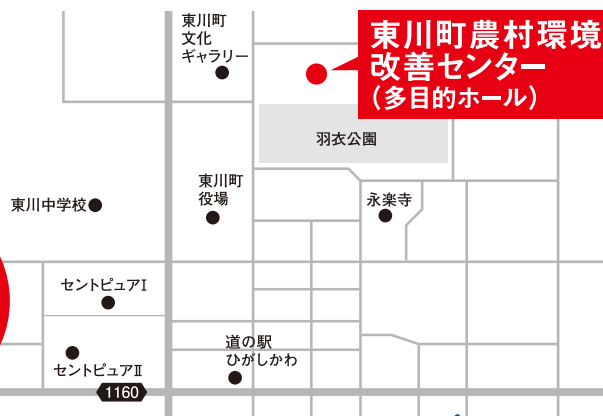 東川町
文化
ギャラリー
東川町農村環境
改善センター
（多目的ホール）
羽衣公園
東川町
役場
永楽寺
東川中学校
セントピュアⅠ
道の駅
ひがしかわ
セントピュアⅡ
1160